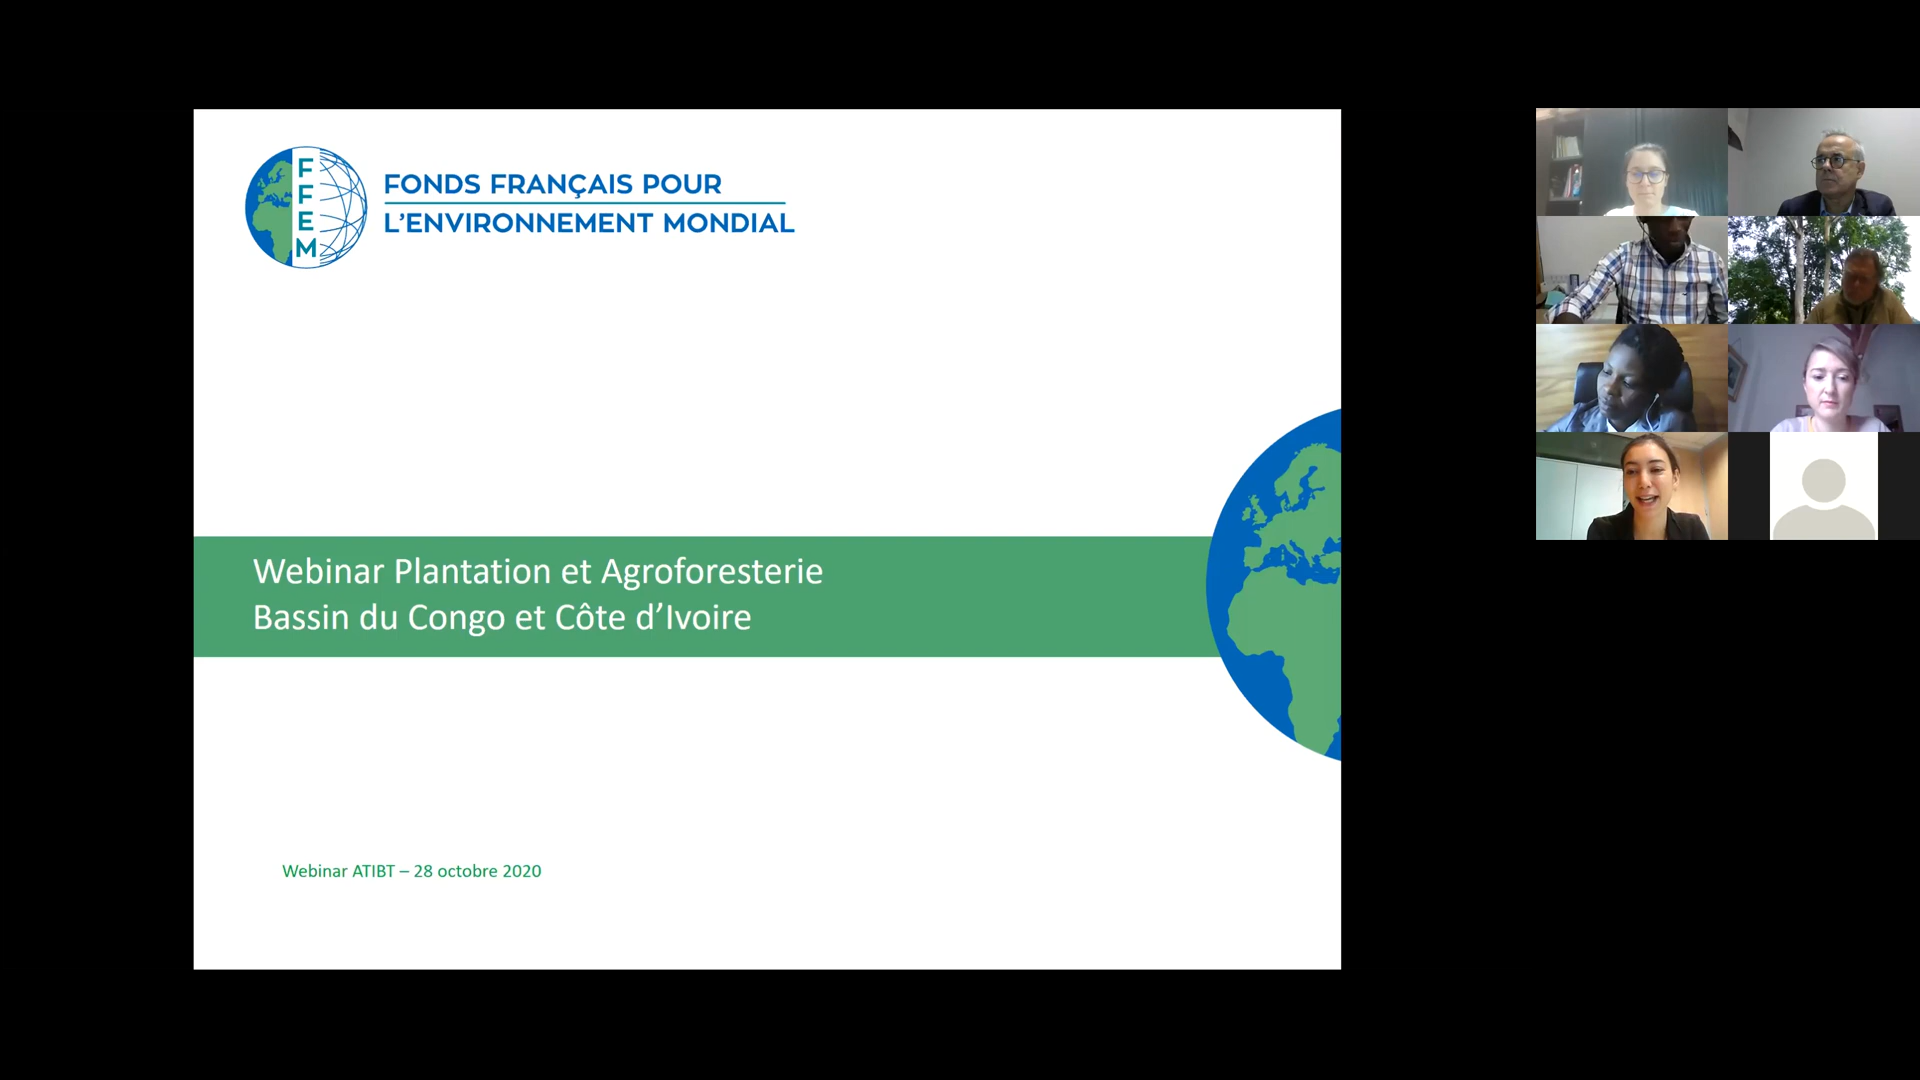 F
F
E
M
FONDS FRANÇAIS POUR
L'ENVIRONNEMENT MONDIAL
Webinar Plantation et Agroforesterie
Bassin du Congo et Côte d’Ivoire
Webinar ATIBT – 28 octobre 2020